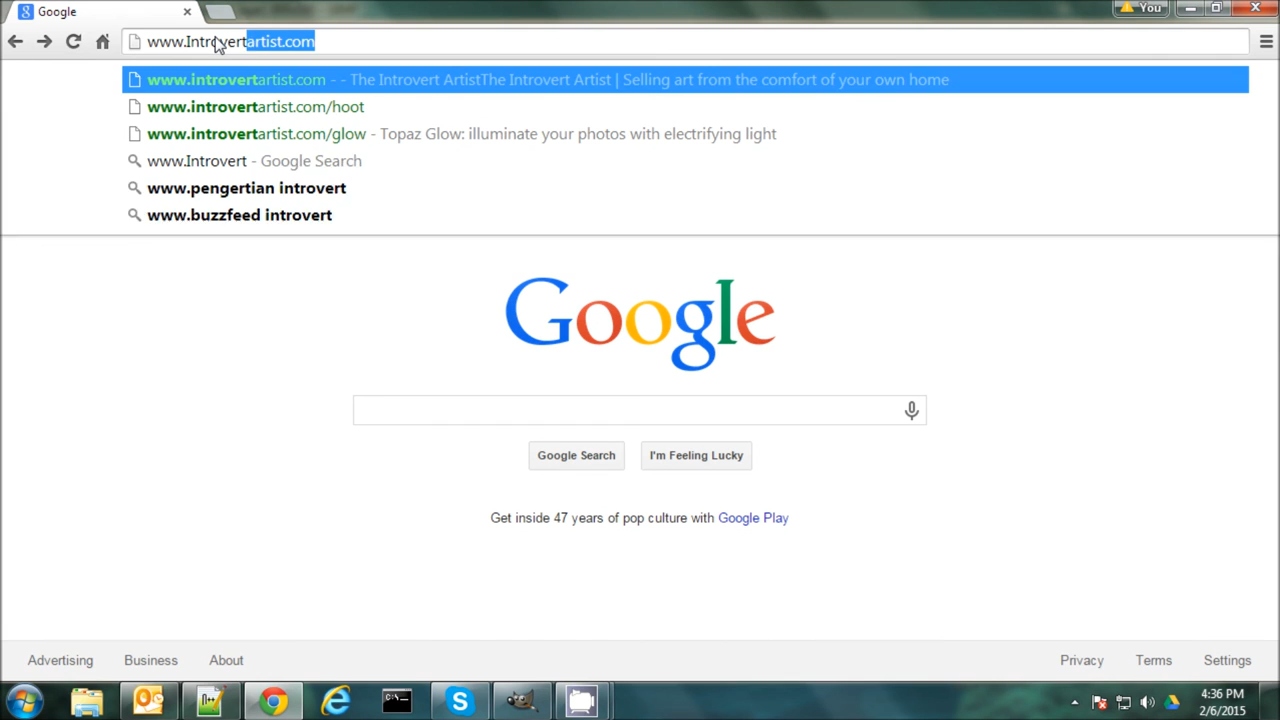 Google
You
www.Introvertartist.com
www.introvertartist.com - - The Introvert ArtistThe Introvert Artist | Selling art from the comfort of your own home
www.introvertartist.com/hoot
www.introvertartist.com/glow - Topaz Glow: illuminate your photos with electrifying light
www.Introvert - Google Search
www.pengertian introvert
www.buzzfeed introvert
Google
Google Search I'm Feeling Lucky
Get inside 47 years of pop culture with Google Play
Advertising Business About Privacy Terms Settings
4:36 PM
2/6/2015